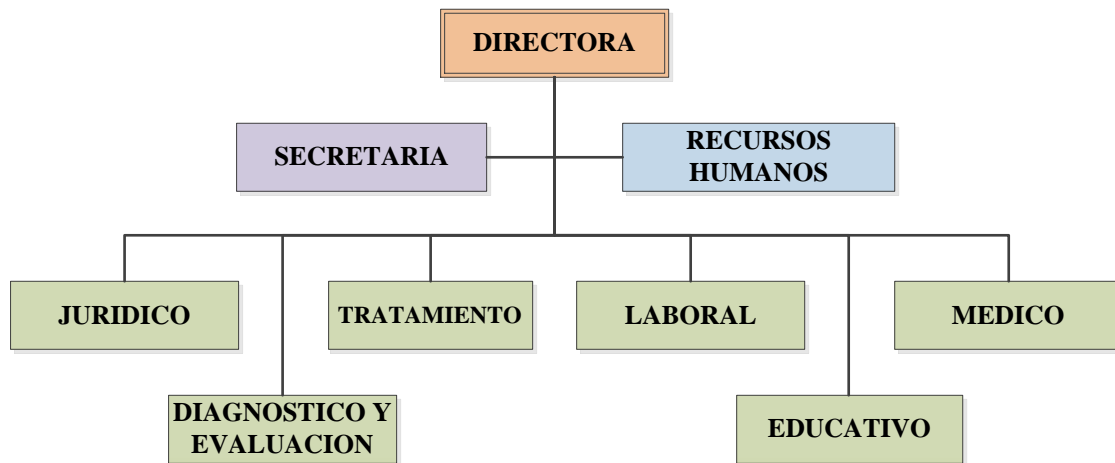 DIRECTORA
SECRETARIA
RECURSOS
HUMANOS
JURIDICO
TRATAMIENTO
LABORAL
MEDICO
DIAGNOSTICO Y
EVALUACION
EDUCATIVO